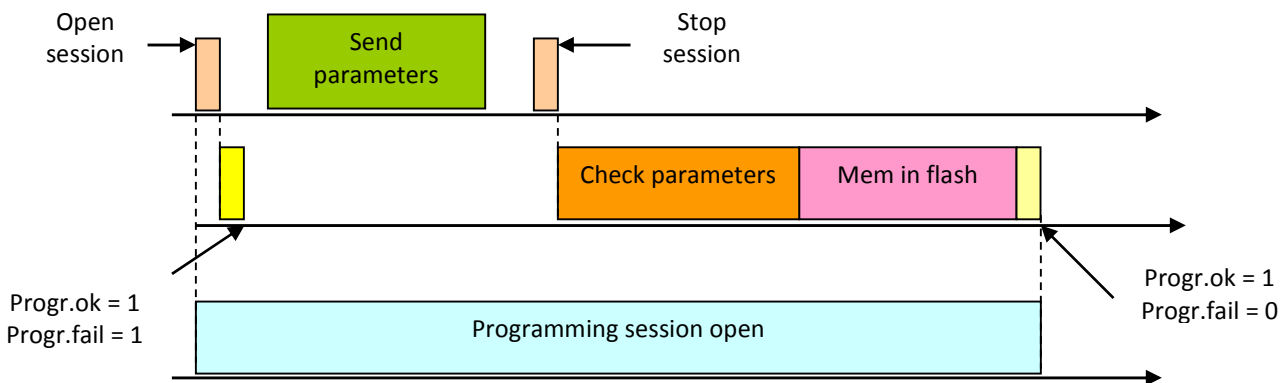 Open
session
Send
parameters
Stop
session
Check parameters
Mem in flash
Progr.ok = 1
Progr.fail = 1
Progr.ok = 1
Progr.fail = 0
Programming session open